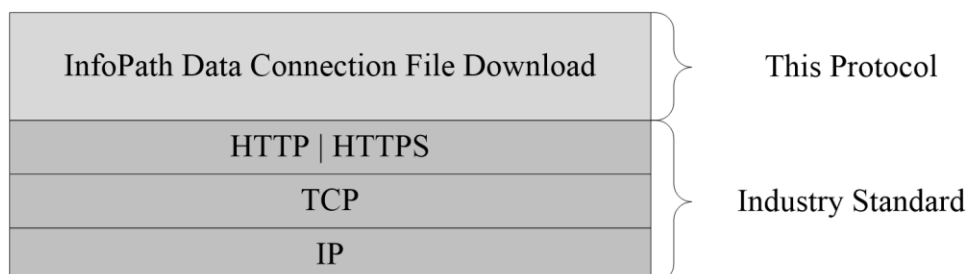 InfoPath Data Connection File Download
This Protocol
HTTP | HTTPS
TCP
Industry Standard
IP